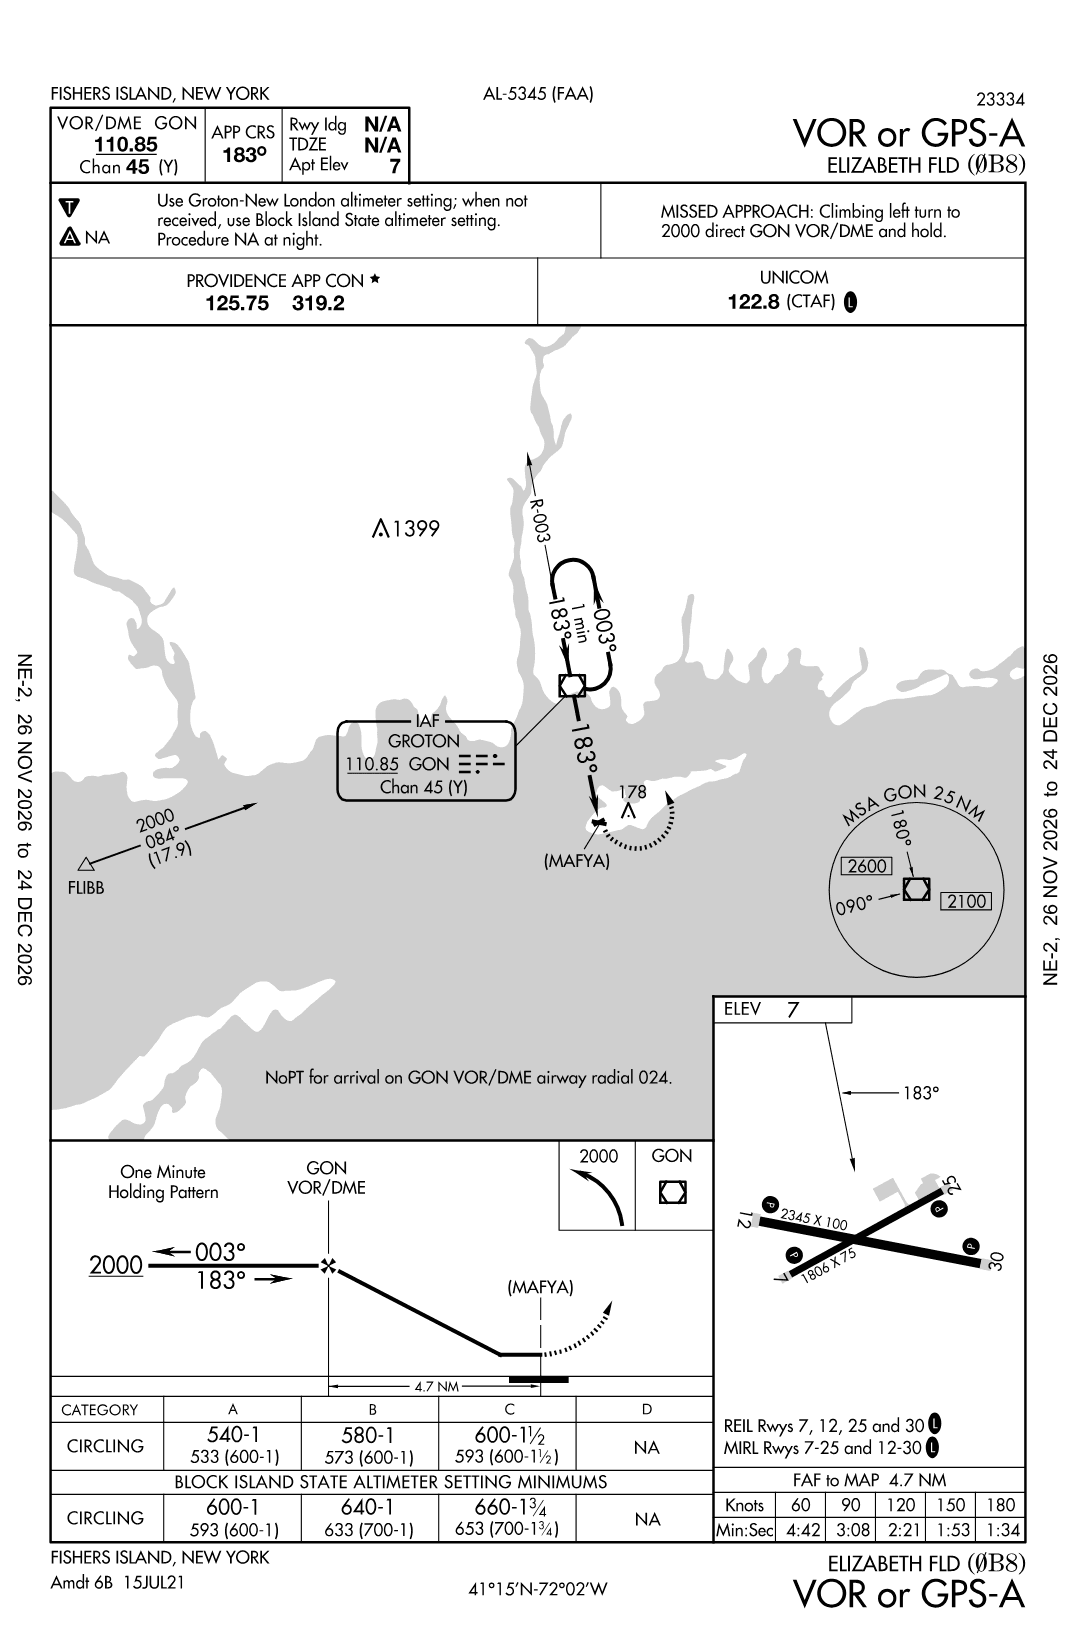 FISHERS ISLAND, NEW YORK
AL-5345 (FAA)
23334
VOR or GPS-A
ELIZABETH FLD (ØB8)
VOR/DME GON
110.85
Chan 45 (Y)
APP CRS
183°
Rwy Idg N/A
TDZE N/A
Apt Elev 7
T
A NA
Use Groton-New London altimeter setting; when not
received, use Block Island State altimeter setting.
Procedure NA at night.
MISSED APPROACH: Climbing left turn to
2000 direct GON VOR/DME and hold.
PROVIDENCE APP CON ★
125.75 319.2
UNICOM
122.8 (CTAF) L
R-003
1399
183°
1 min
003°
IAF
GROTON
110.85 GON
Chan 45 (Y)
183°
178
(MAFYA)
2000
084°
(17.9)
FLIBB
MSA GON 25 NM
180°
2600
090°
2100
NoPT for arrival on GON VOR/DME airway radial 024.
ELEV 7
183°
2345 X 100
1806 X 75
12
25
7
30
P
P
P
P
REIL Rwys 7, 12, 25 and 30 L
MIRL Rwys 7-25 and 12-30 L
One Minute
Holding Pattern
GON
VOR/DME
2000
003°
183°
(MAFYA)
4.7 NM
2000
GON
CATEGORY A B C D
CIRCLING 540-1 580-1 600-1½ NA
533 (600-1) 573 (600-1) 593 (600-1½)
BLOCK ISLAND STATE ALTIMETER SETTING MINIMUMS
CIRCLING 600-1 640-1 660-1¾ NA
593 (600-1) 633 (700-1) 653 (700-1¾)
FAF to MAP 4.7 NM
Knots 60 90 120 150 180
Min:Sec 4:42 3:08 2:21 1:53 1:34
FISHERS ISLAND, NEW YORK
Amdt 6B 15JUL21
41°15'N-72°02'W
ELIZABETH FLD (ØB8)
VOR or GPS-A
NE-2, 26 NOV 2026 to 24 DEC 2026
NE-2, 26 NOV 2026 to 24 DEC 2026